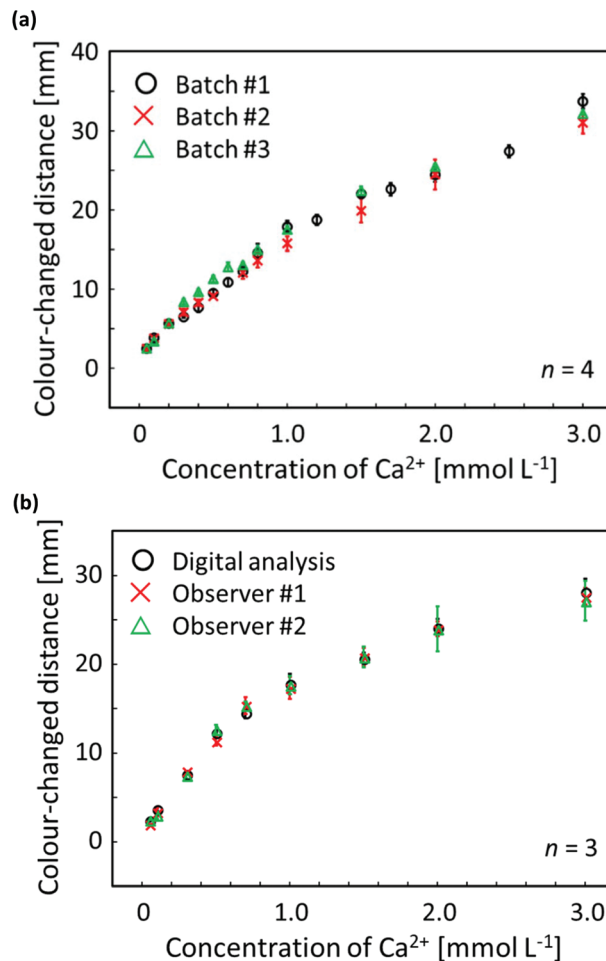 (a)
Colour-changed distance [mm]
40
30
20
10
0
Batch #1
Batch #2
Batch #3
n = 4
0 1.0 2.0 3.0
Concentration of Ca²⁺ [mmol L⁻¹]
(b)
Colour-changed distance [mm]
30
20
10
0
Digital analysis
Observer #1
Observer #2
n = 3
0 1.0 2.0 3.0
Concentration of Ca²⁺ [mmol L⁻¹]